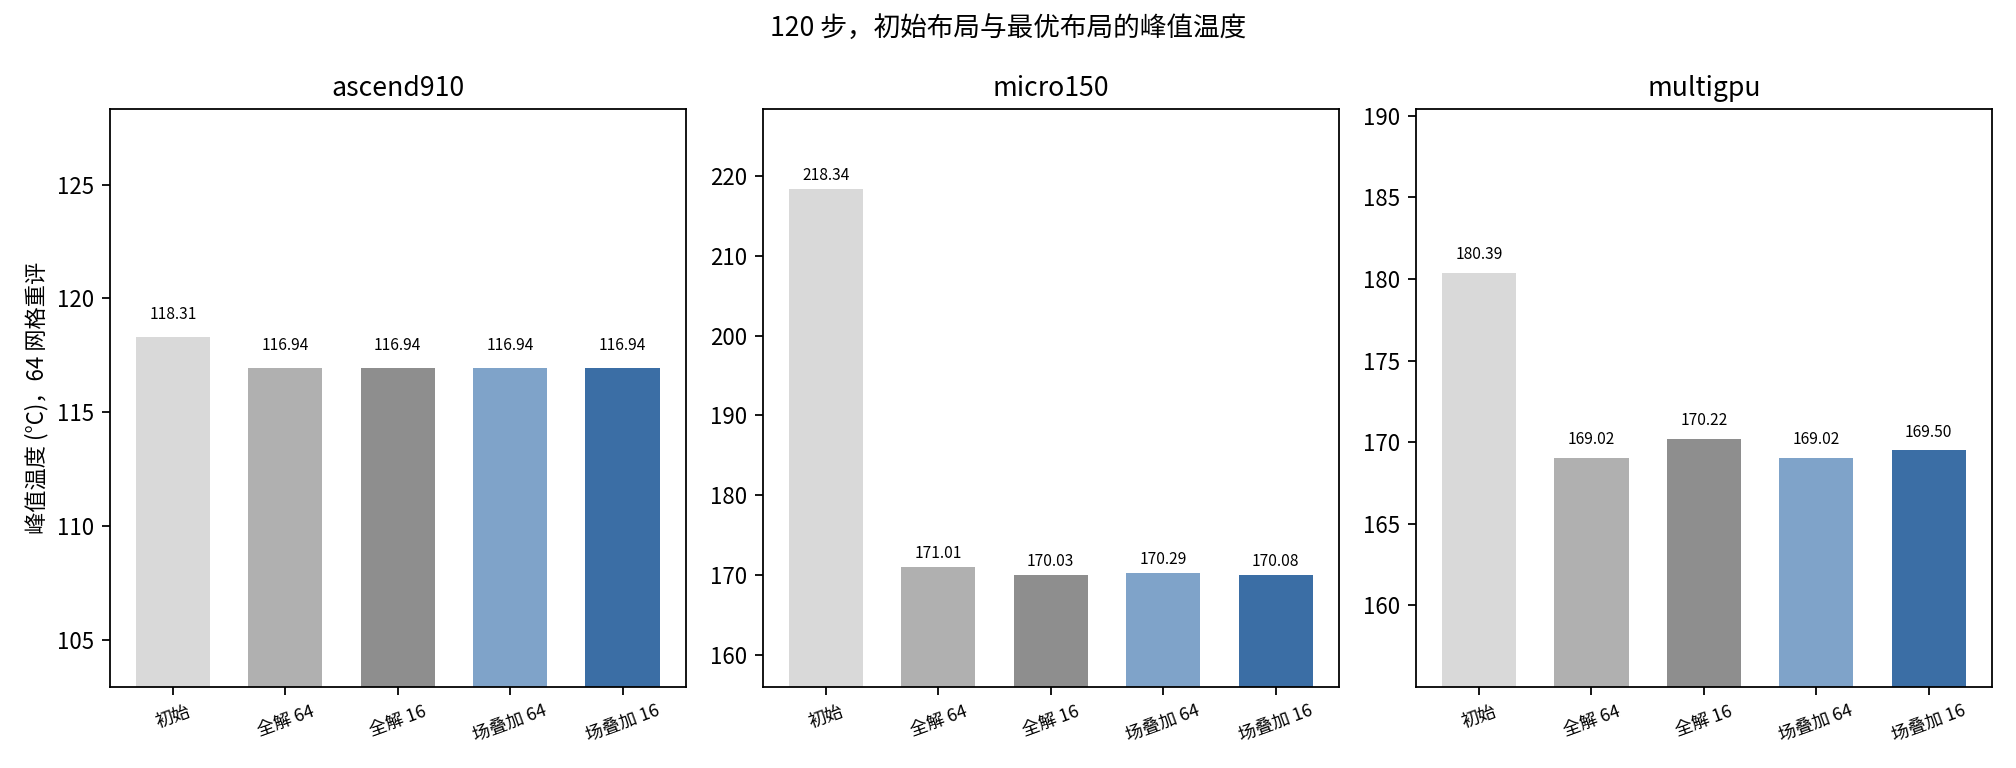 120 步，初始布局与最优布局的峰值温度
ascend910
峰值温度 (°C)，64 网格重评
125
120
115
110
105
118.31
116.94
116.94
116.94
116.94
初始
全解 64
全解 16
场叠加 64
场叠加 16
micro150
220
210
200
190
180
170
160
218.34
171.01
170.03
170.29
170.08
初始
全解 64
全解 16
场叠加 64
场叠加 16
multigpu
190
185
180
175
170
165
160
180.39
169.02
170.22
169.02
169.50
初始
全解 64
全解 16
场叠加 64
场叠加 16